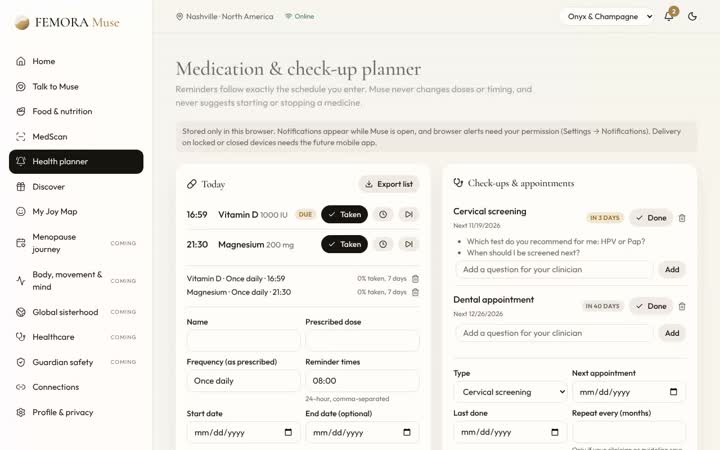 FEMORA Muse
Nashville · North America
Online
Onyx & Champagne
2
Home
Talk to Muse
Food & nutrition
MedScan
Health planner
Discover
My Joy Map
Menopause journey
COMING
Body, movement & mind
COMING
Global sisterhood
COMING
Healthcare
COMING
Guardian safety
COMING
Connections
Profile & privacy
Medication & check-up planner
Reminders follow exactly the schedule you enter. Muse never changes doses or timing, and
never suggests starting or stopping a medicine.
Stored only in this browser. Notifications appear while Muse is open, and browser alerts need your permission (Settings → Notifications). Delivery
on locked or closed devices needs the future mobile app.
Today
Export list
16:59 Vitamin D 1000 IU DUE Taken
21:30 Magnesium 200 mg Taken
Vitamin D · Once daily · 16:59 0% taken, 7 days
Magnesium · Once daily · 21:30 0% taken, 7 days
Name
Prescribed dose
Frequency (as prescribed)
Reminder times
Once daily
08:00
24-hour, comma-separated
Start date
End date (optional)
mm/dd/yyyy
mm/dd/yyyy
Check-ups & appointments
Cervical screening
Next 11/19/2026
IN 3 DAYS
Done
Which test do you recommend for me: HPV or Pap?
When should I be screened next?
Add a question for your clinician
Add
Dental appointment
Next 12/26/2026
IN 40 DAYS
Done
Add a question for your clinician
Add
Type
Next appointment
Cervical screening
mm/dd/yyyy
Last done
Repeat every (months)
mm/dd/yyyy